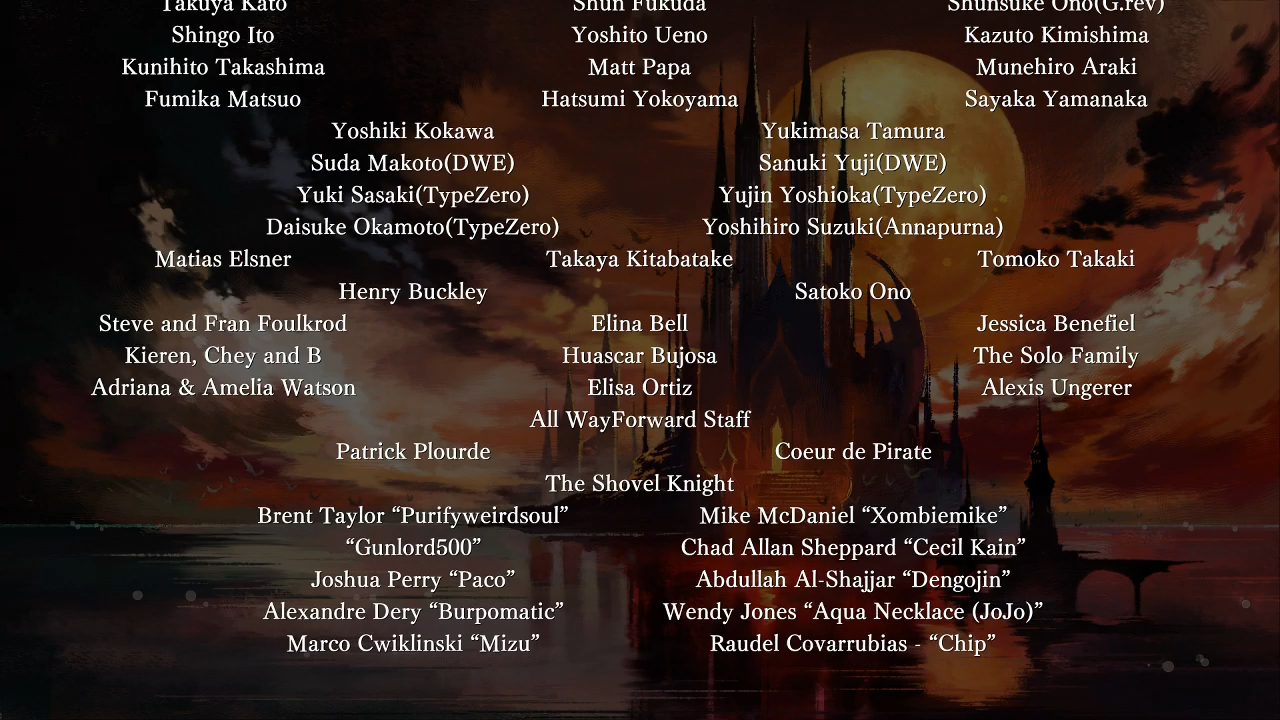 Takuya Kato Shun Fukuda Shunsuke Ono(G.rev)
Shingo Ito Yoshito Ueno Kazuto Kimishima
Kunihito Takashima Matt Papa Munehiro Araki
Fumika Matsuo Hatsumi Yokoyama Sayaka Yamanaka
Yoshiki Kokawa Yukimasa Tamura
Suda Makoto(DWE) Sanuki Yuji(DWE)
Yuki Sasaki(TypeZero) Yujin Yoshioka(TypeZero)
Daisuke Okamoto(TypeZero) Yoshihiro Suzuki(Annapurna)
Matias Elsner Takaya Kitabatake Tomoko Takaki
Henry Buckley Satoko Ono
Steve and Fran Foulkrod Elina Bell Jessica Benefiel
Kieren, Chey and B Huascar Bujosa The Solo Family
Adriana & Amelia Watson Elisa Ortiz Alexis Ungerer
All WayForward Staff
Patrick Plourde Coeur de Pirate
The Shovel Knight
Brent Taylor “Purifyweirdsoul” Mike McDaniel “Xombiemike”
“Gunlord500” Chad Allan Sheppard “Cecil Kain”
Joshua Perry “Paco” Abdullah Al-Shajjar “Dengojin”
Alexandre Dery “Burpomatic” Wendy Jones “Aqua Necklace (JoJo)”
Marco Cwiklinski “Mizu” Raudel Covarrubias - “Chip”